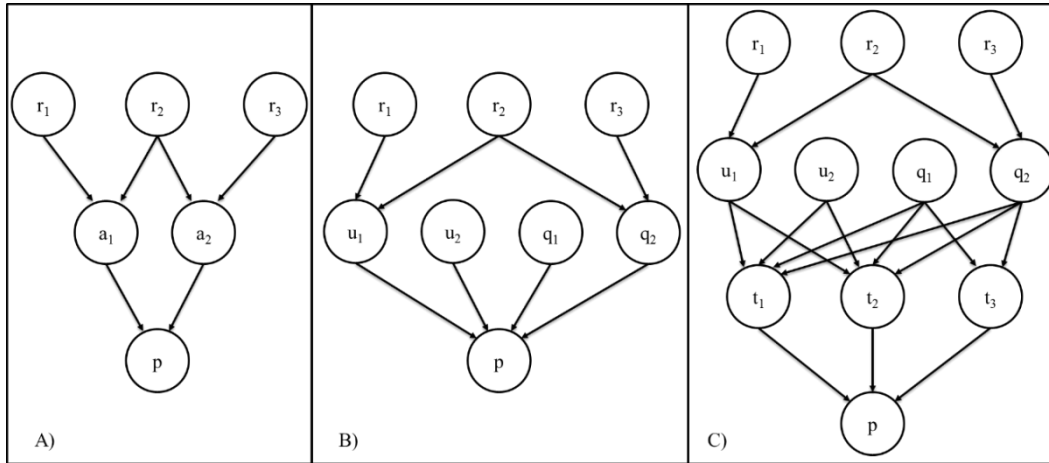 r₁ r₂ r₃
a₁ a₂
p
A)
r₁ r₂ r₃
u₁ u₂ q₁ q₂
p
B)
r₁ r₂ r₃
u₁ u₂ q₁ q₂
t₁ t₂ t₃
p
C)